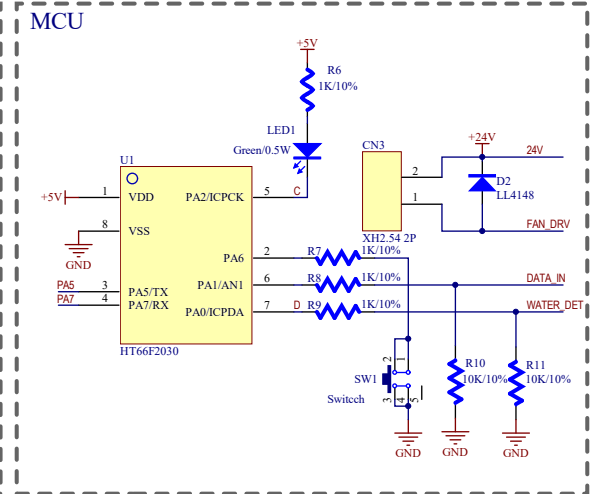 MCU
+5V
R6
1K/10%
LED1
Green/0.5W
CN3
+24V
24V
U1
2
D2
LL4148
+5V
1
VDD
PA2/ICPCK
5
C
1
FAN_DRV
8
VSS
XH2.54 2P
GND
PA6
2
R7
1K/10%
PA5
3
PA5/TX
PA1/AN1
6
R8
1K/10%
DATA_IN
PA7
4
PA7/RX
PA0/ICPDA
7
D
R9
1K/10%
WATER_DET
HT66F2030
2
1
SW1
Switcch
3
4
5
R10
10K/10%
R11
10K/10%
GND
GND
GND